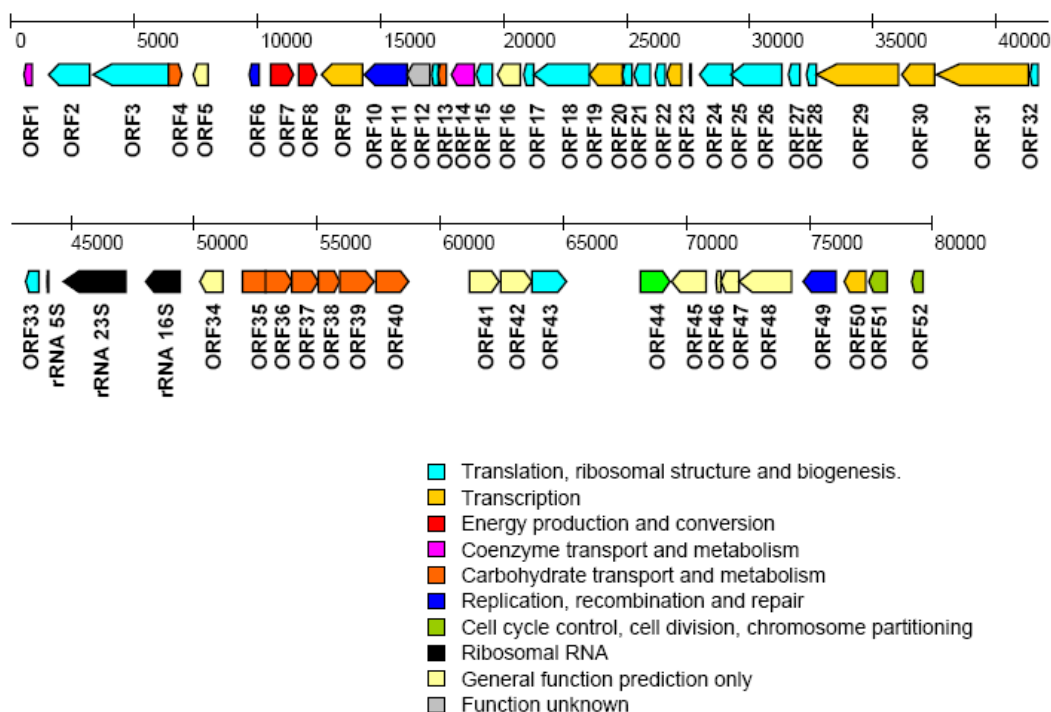 0 5000 10000 15000 20000 25000 30000 35000 40000
ORF1 ORF2 ORF3 ORF4 ORF5 ORF6 ORF7 ORF8 ORF9 ORF10 ORF11 ORF12 ORF13 ORF14 ORF15 ORF16 ORF17 ORF18 ORF19 ORF20 ORF21 ORF22 ORF23 ORF24 ORF25 ORF26 ORF27 ORF28 ORF29 ORF30 ORF31 ORF32
45000 50000 55000 60000 65000 70000 75000 80000
ORF33 rRNA 5S rRNA 23S rRNA 16S ORF34 ORF35 ORF36 ORF37 ORF38 ORF39 ORF40 ORF41 ORF42 ORF43 ORF44 ORF45 ORF46 ORF47 ORF48 ORF49 ORF50 ORF51 ORF52
Translation, ribosomal structure and biogenesis.
Transcription
Energy production and conversion
Coenzyme transport and metabolism
Carbohydrate transport and metabolism
Replication, recombination and repair
Cell cycle control, cell division, chromosome partitioning
Ribosomal RNA
General function prediction only
Function unknown